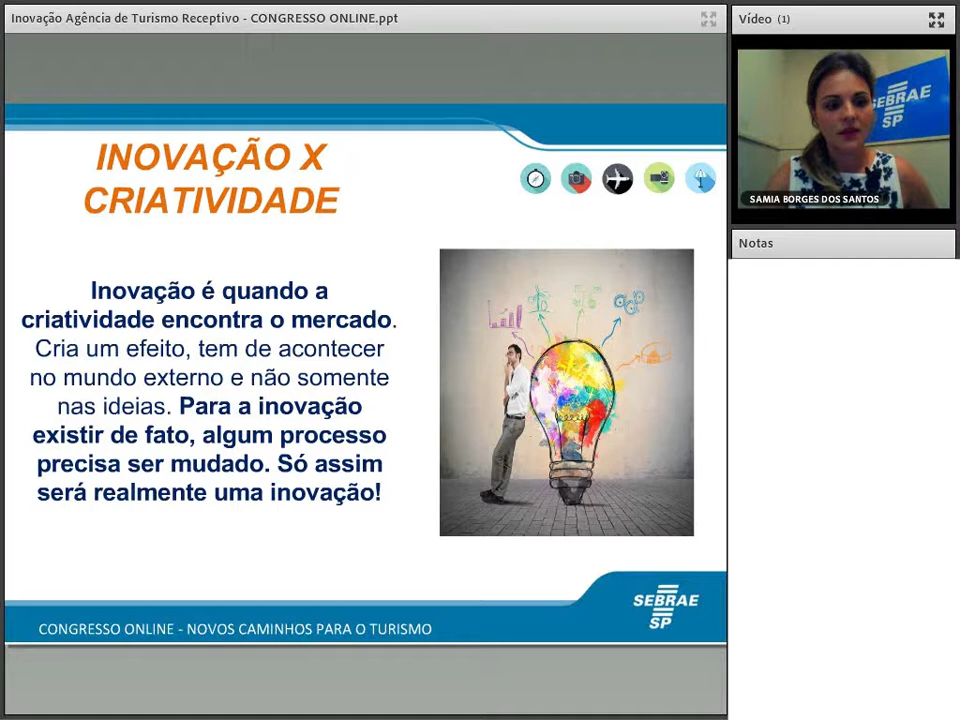 Inovação Agência de Turismo Receptivo - CONGRESSO ONLINE.ppt
Vídeo (1)
SEBRAE
SP
SAMIA BORGES DOS SANTOS
Notas
INOVAÇÃO X
CRIATIVIDADE
Inovação é quando a
criatividade encontra o mercado.
Cria um efeito, tem de acontecer
no mundo externo e não somente
nas ideias. Para a inovação
existir de fato, algum processo
precisa ser mudado. Só assim
será realmente uma inovação!
SEBRAE
SP
CONGRESSO ONLINE - NOVOS CAMINHOS PARA O TURISMO